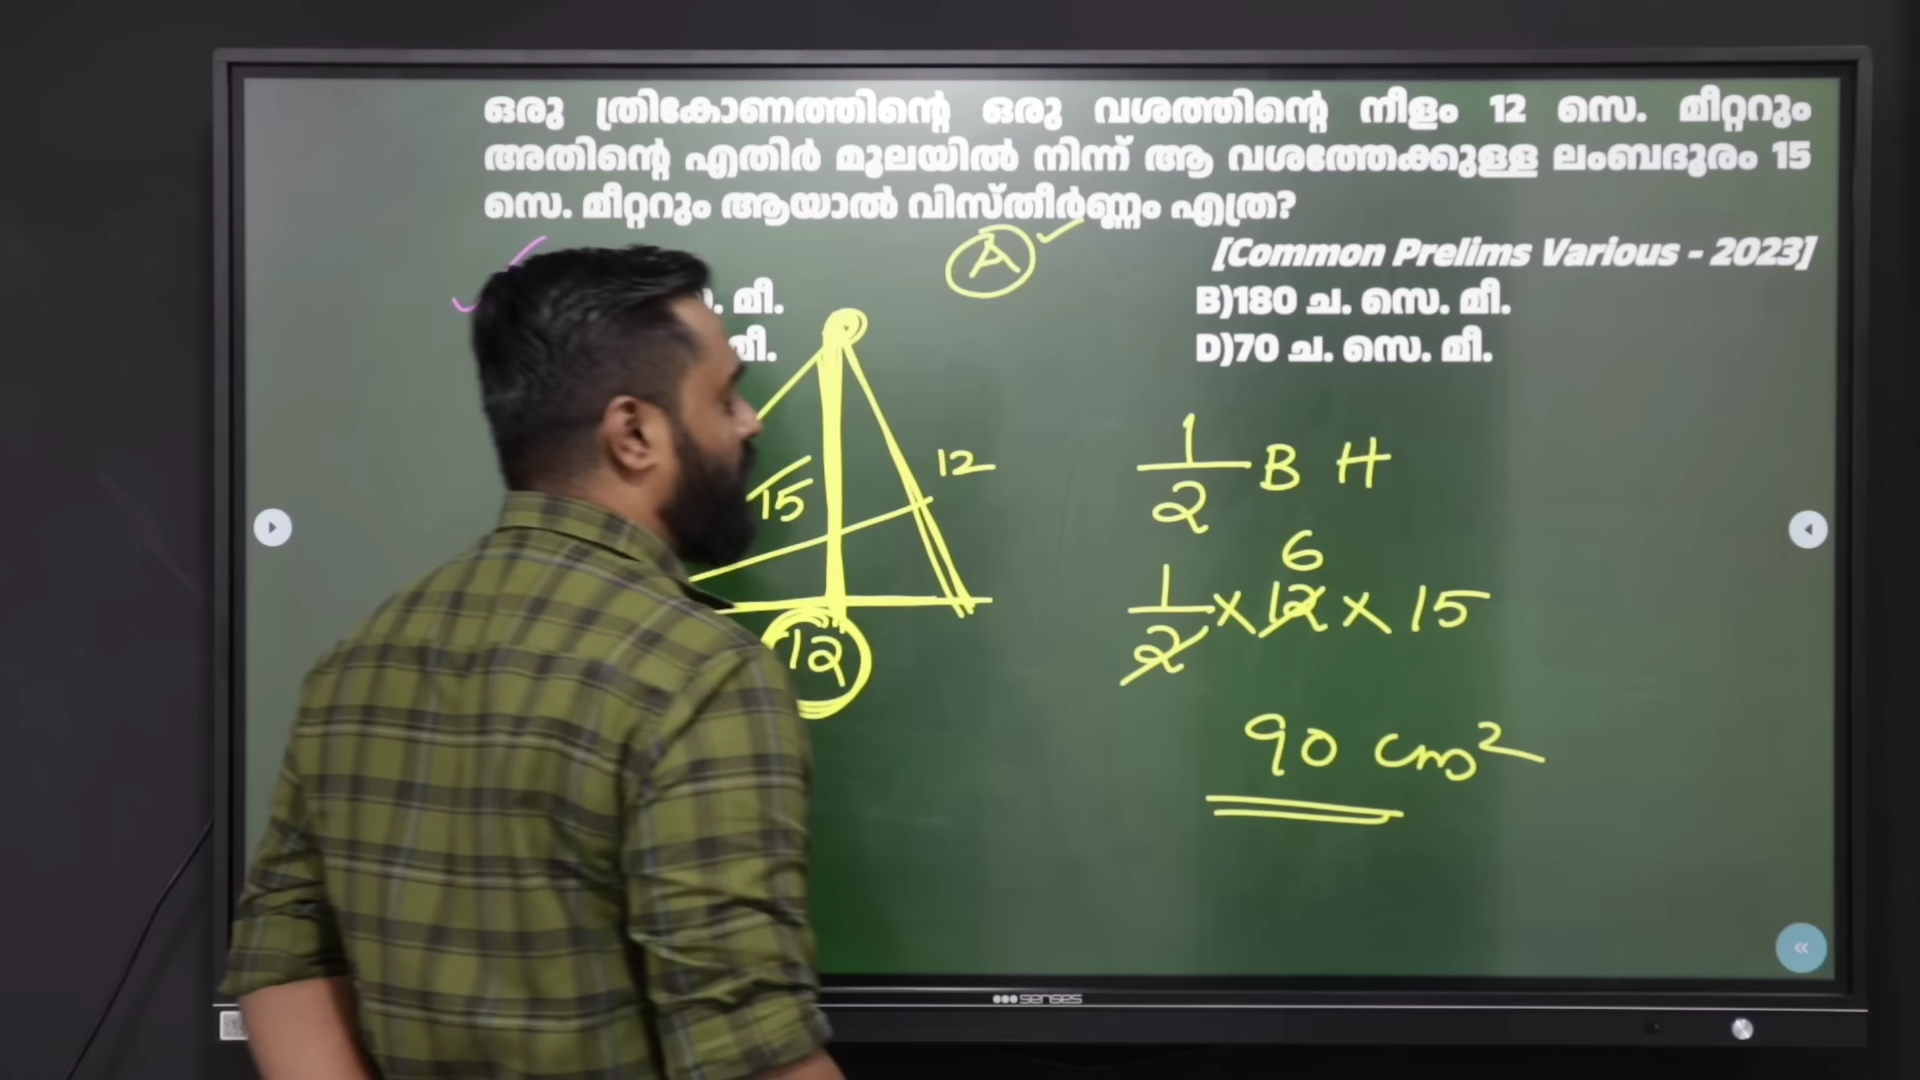 ഒരു ത്രികോണത്തിന്റെ ഒരു വശത്തിന്റെ നീളം 12 സെ. മീറ്ററും
അതിന്റെ എതിർ മൂലയിൽ നിന്ന് ആ വശത്തേക്കുള്ള ലംബദൂരം 15
സെ. മീറ്ററും ആയാൽ വിസ്തീർണ്ണം എത്ര?
A
[Common Prelims Various - 2023]
മീ.
B)180 ച. സെ. മീ.
മീ.
D)70 ച. സെ. മീ.
15
12
12
1/2 B H
6
1/2 x 12 x 15
90 cm²
senses